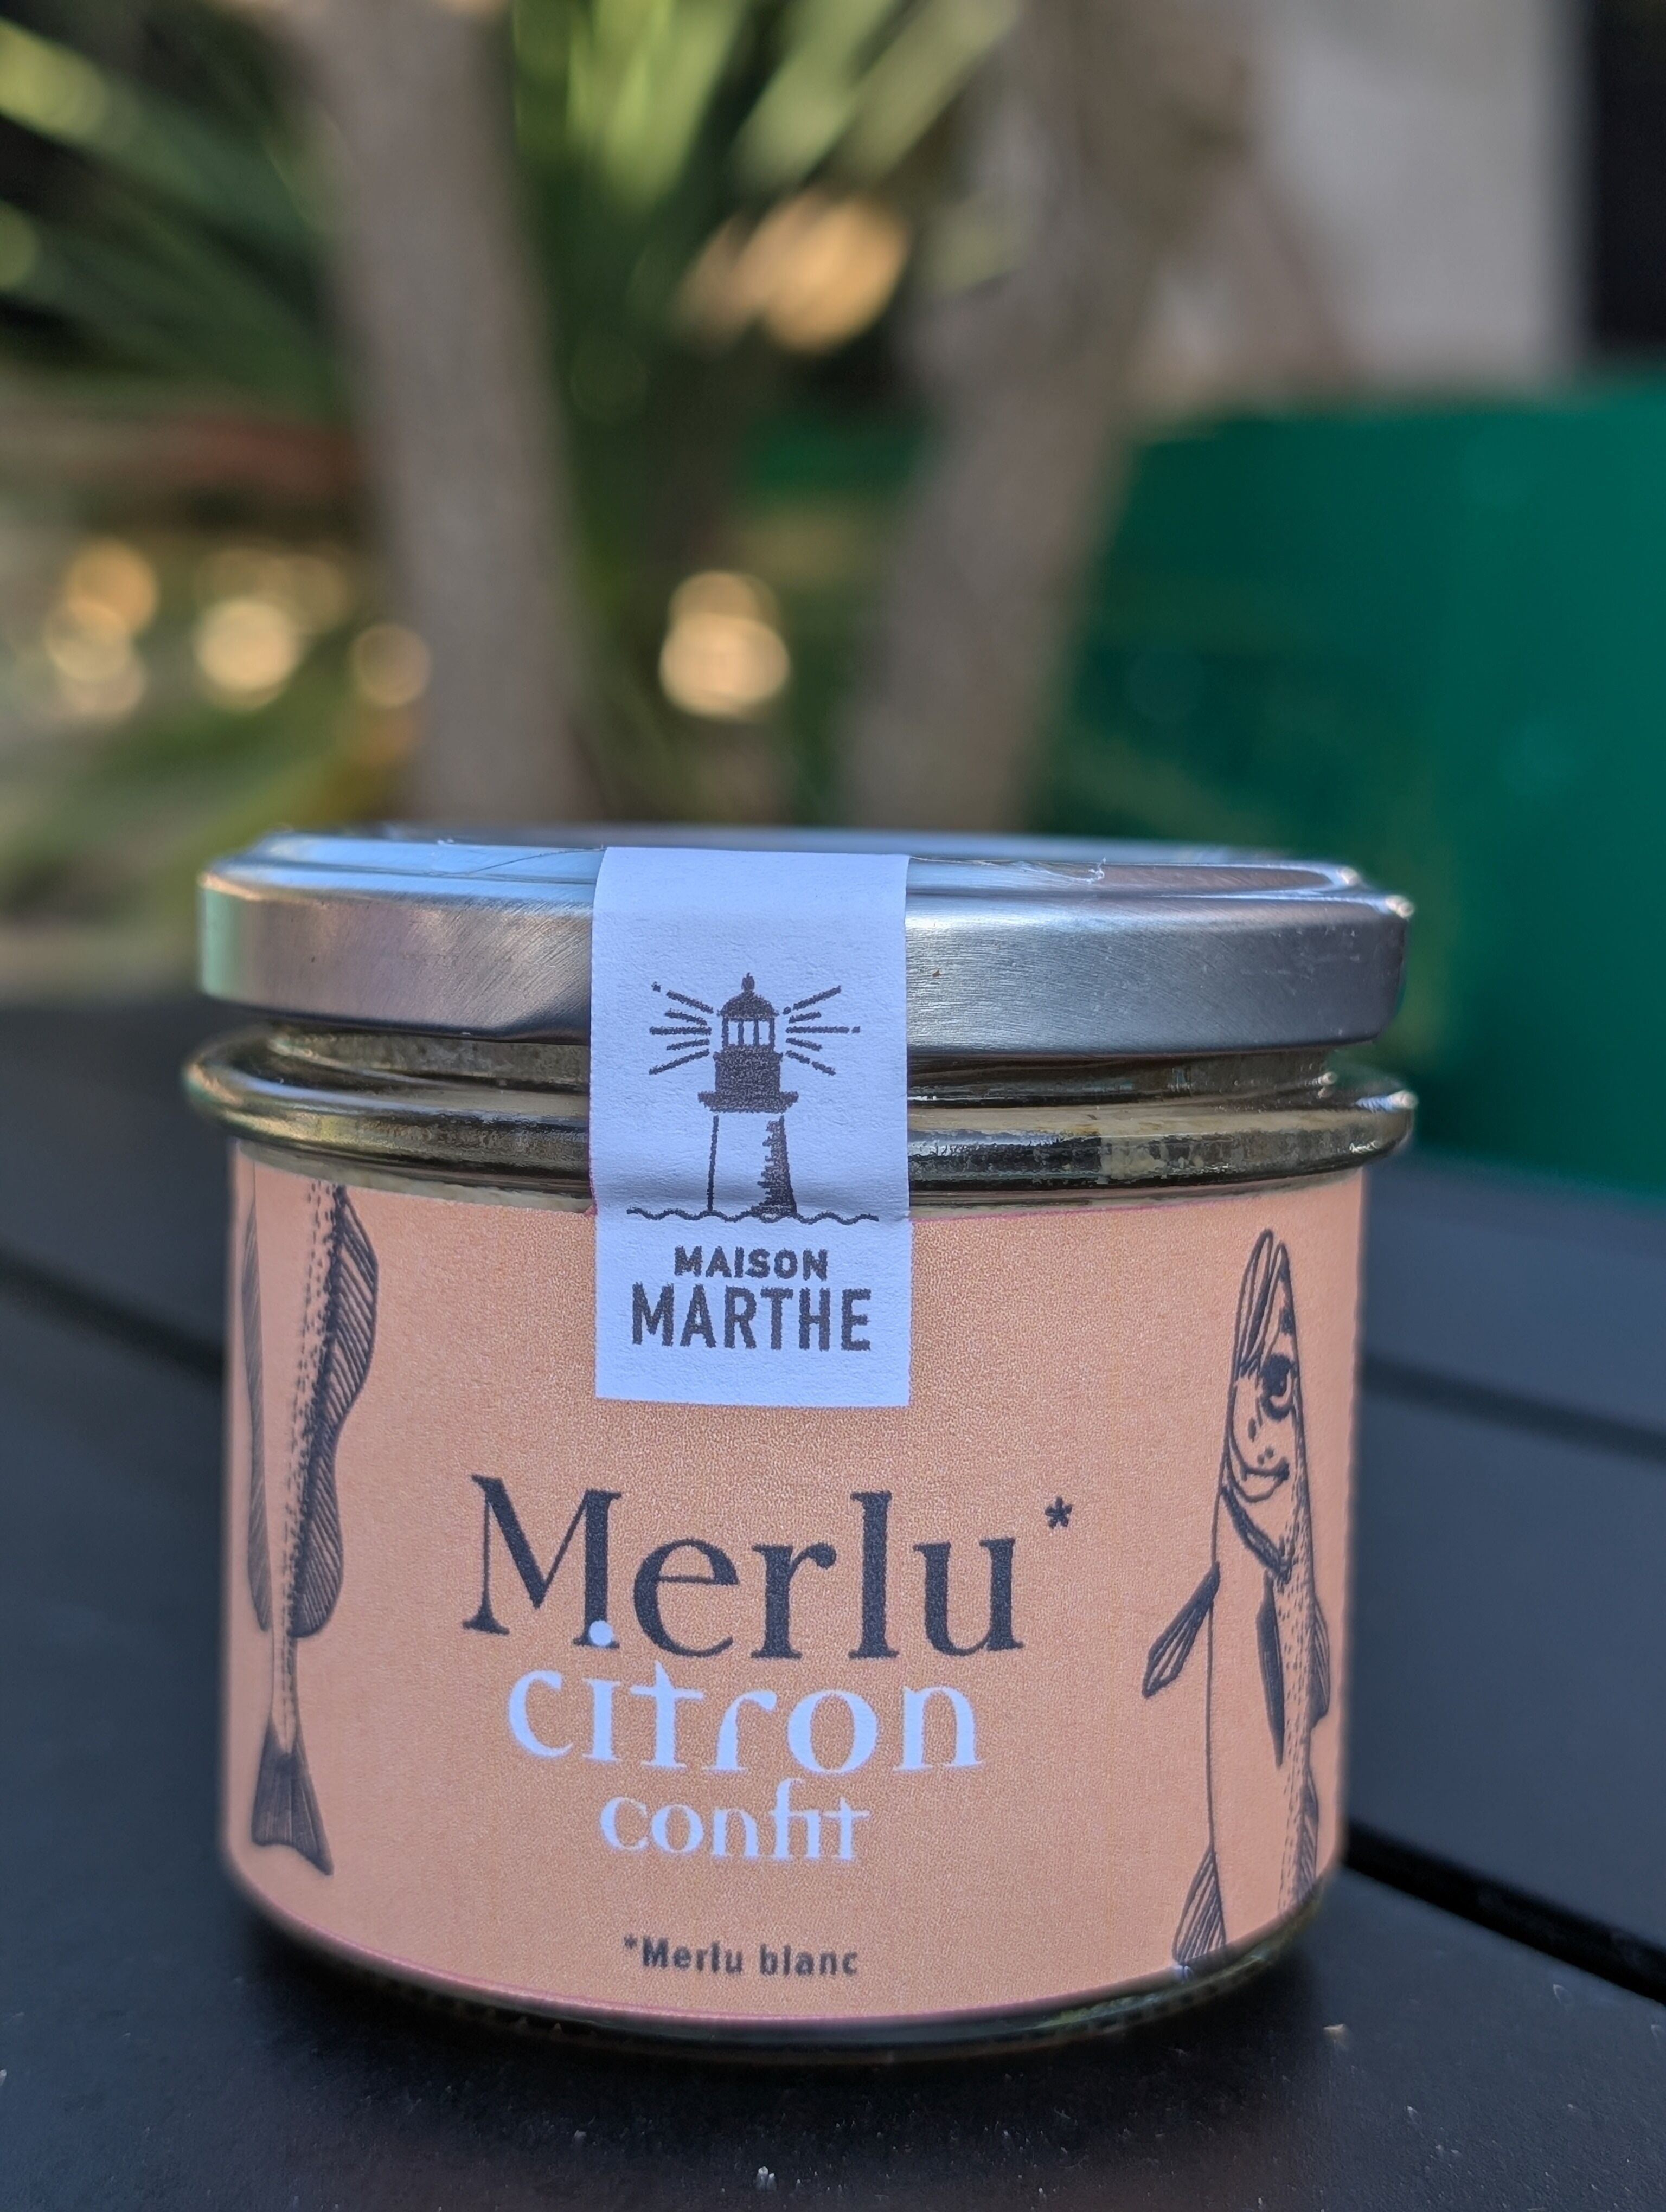 MAISON
MARTHE
Merlu*
citron
confit
*Merlu blanc